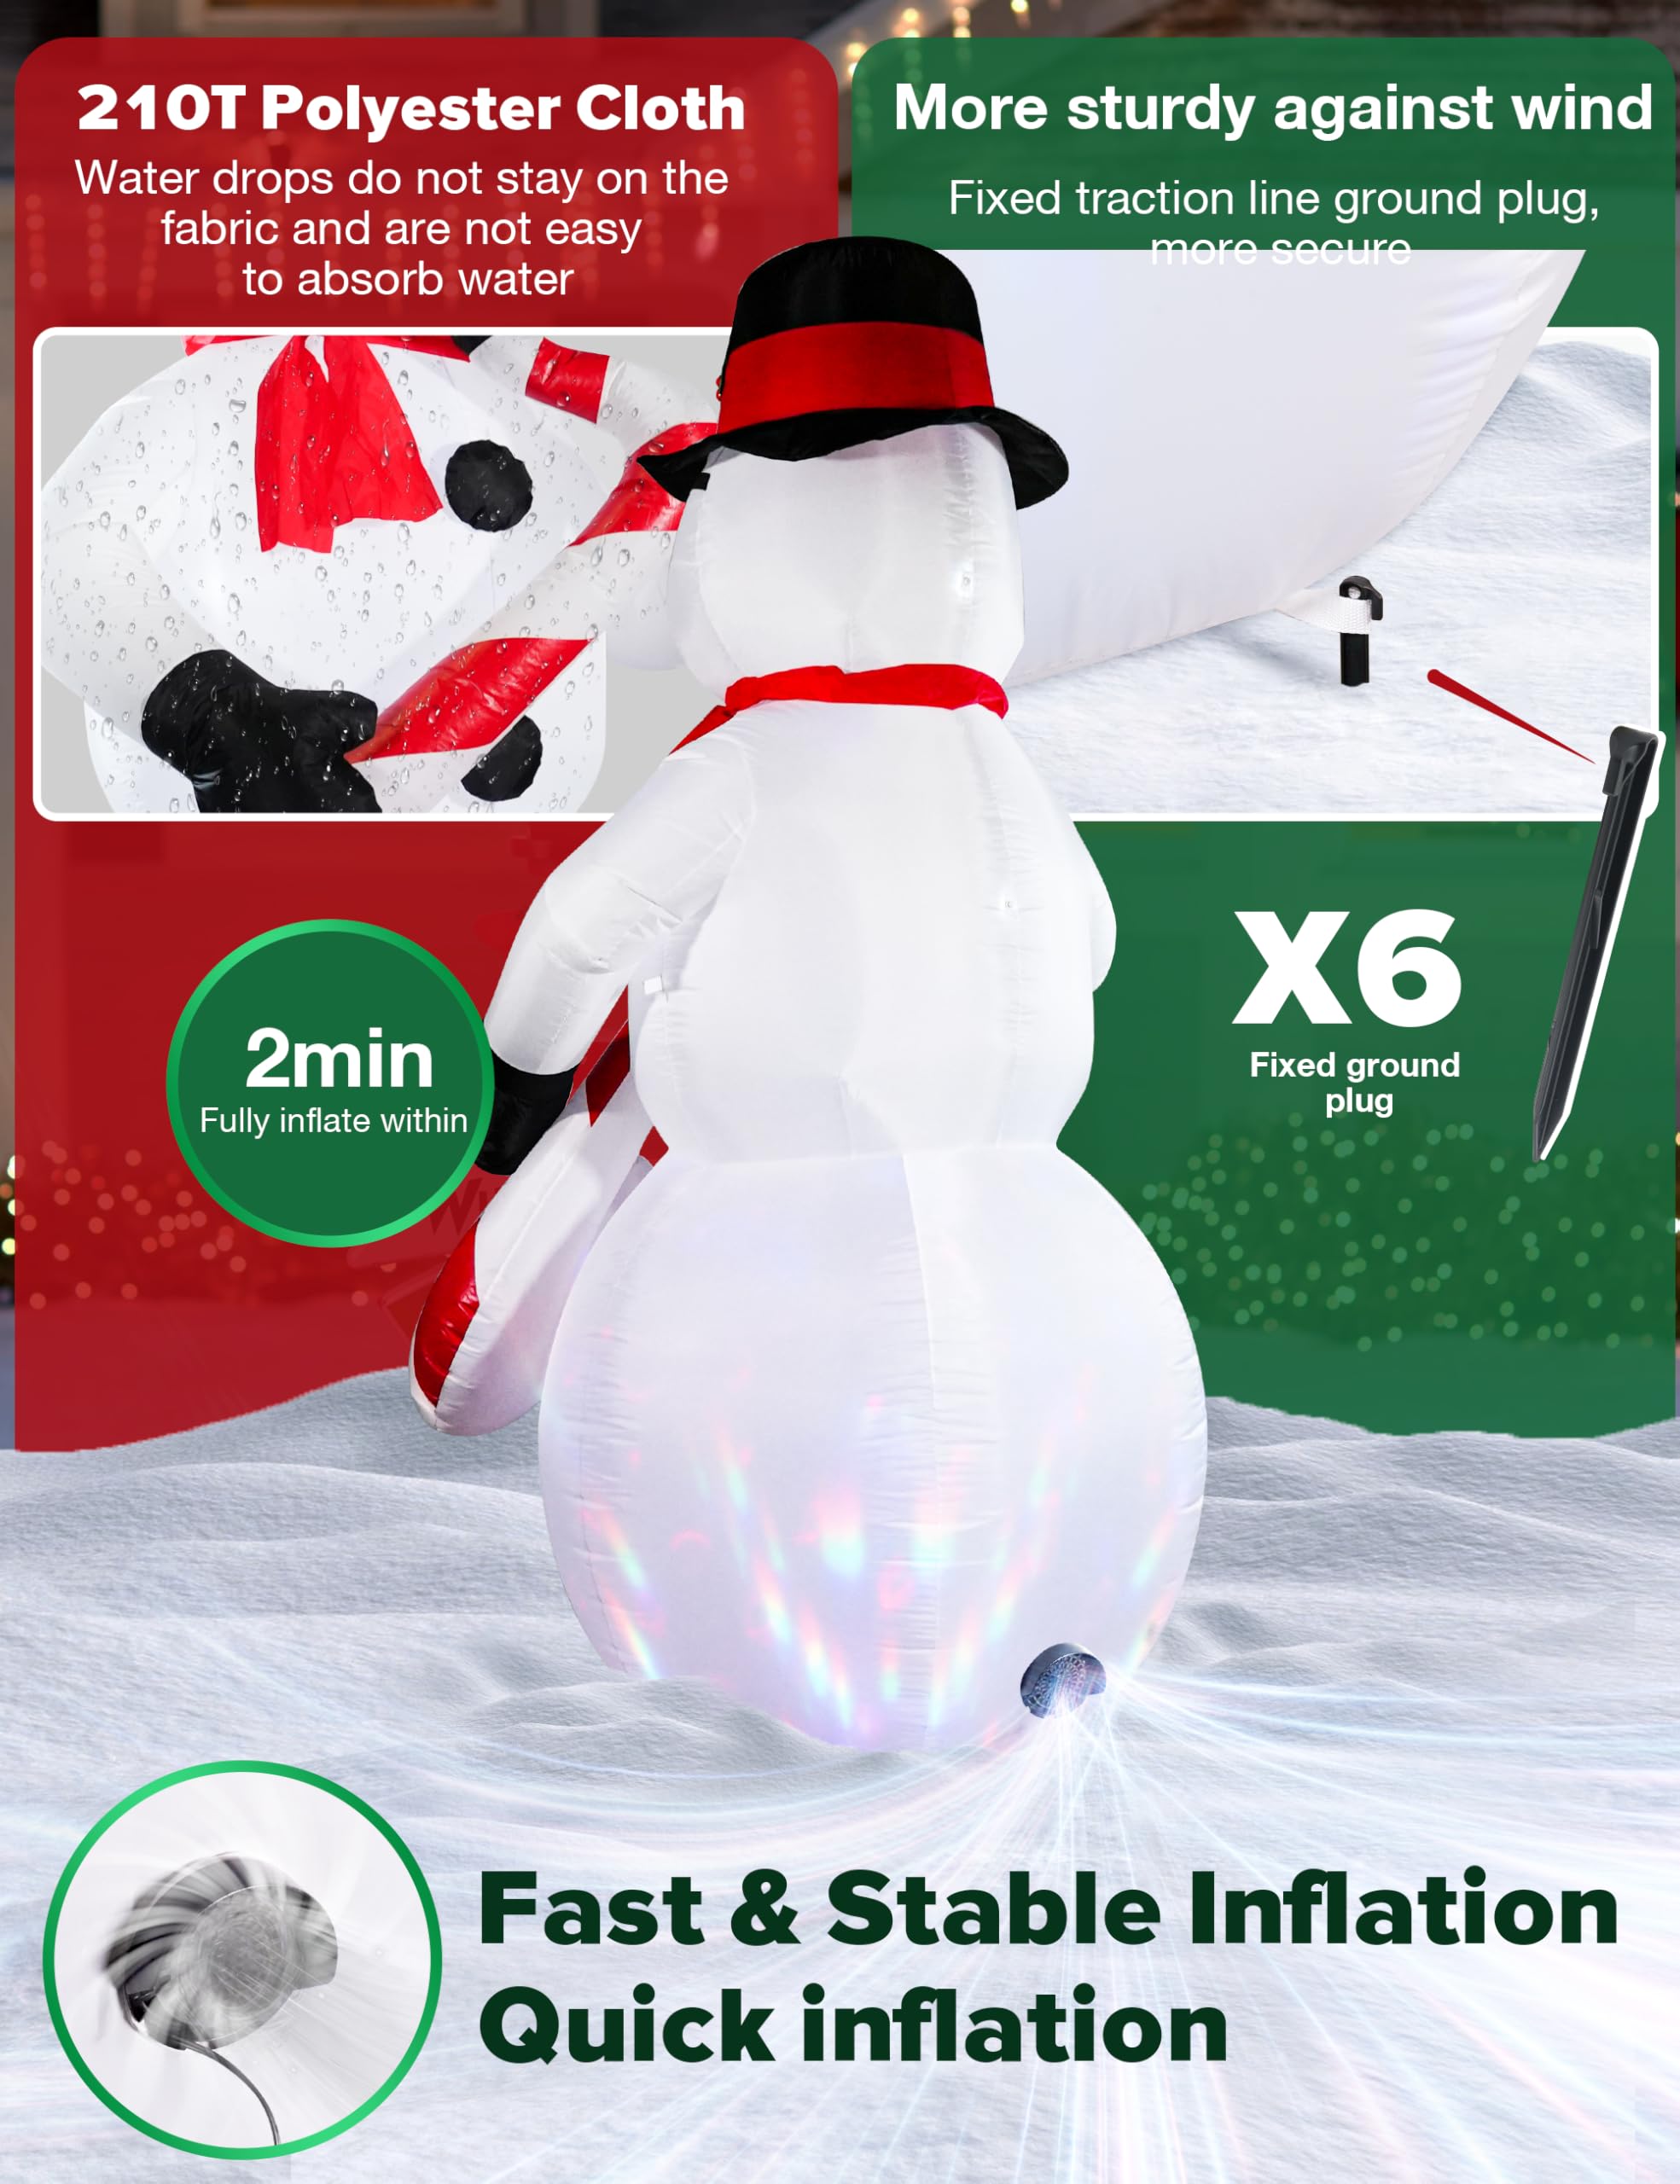 210T Polyester Cloth
Water drops do not stay on the
fabric and are not easy
to absorb water
More sturdy against wind
Fixed traction line ground plug,
more secure
2min
Fully inflate within
X6
Fixed ground
plug
Fast & Stable Inflation
Quick inflation